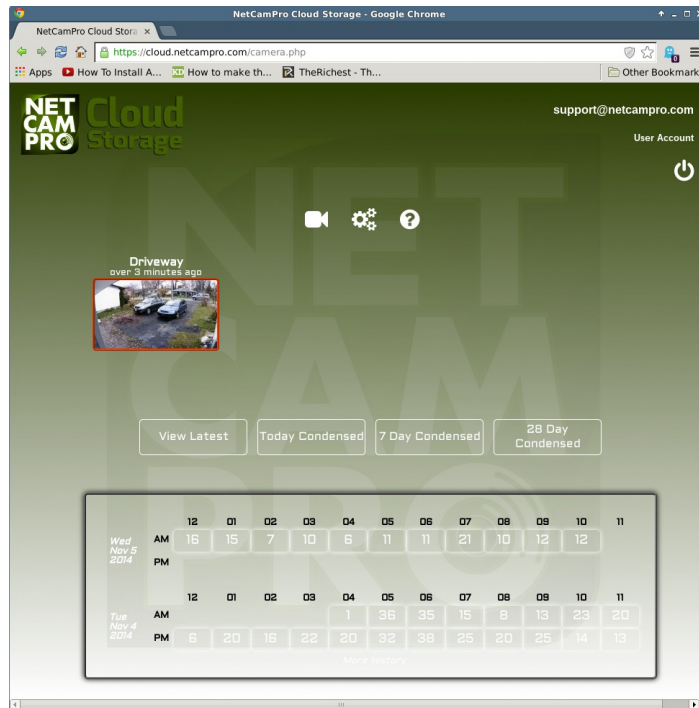 NetCamPro Cloud Storage - Google Chrome
NetCamPro Cloud Stora
https://cloud.netcampro.com/camera.php
Apps How To Install A... How to make th... TheRichest - Th... Other Bookmark
NET CAM PRO Cloud Storage
support@netcampro.com
User Account
Driveway
over 3 minutes ago
View Latest Today Condensed 7 Day Condensed 28 Day Condensed
12 01 02 03 04 05 06 07 08 09 10 11
Wed Nov 5 2014
AM 16 15 7 10 6 11 11 21 10 12 12
PM
12 01 02 03 04 05 06 07 08 09 10 11
Tue Nov 4 2014
AM 1 36 35 15 8 13 23 20
PM 6 20 16 22 20 32 38 25 20 25 14 13
More History
NET
CAM
PRO